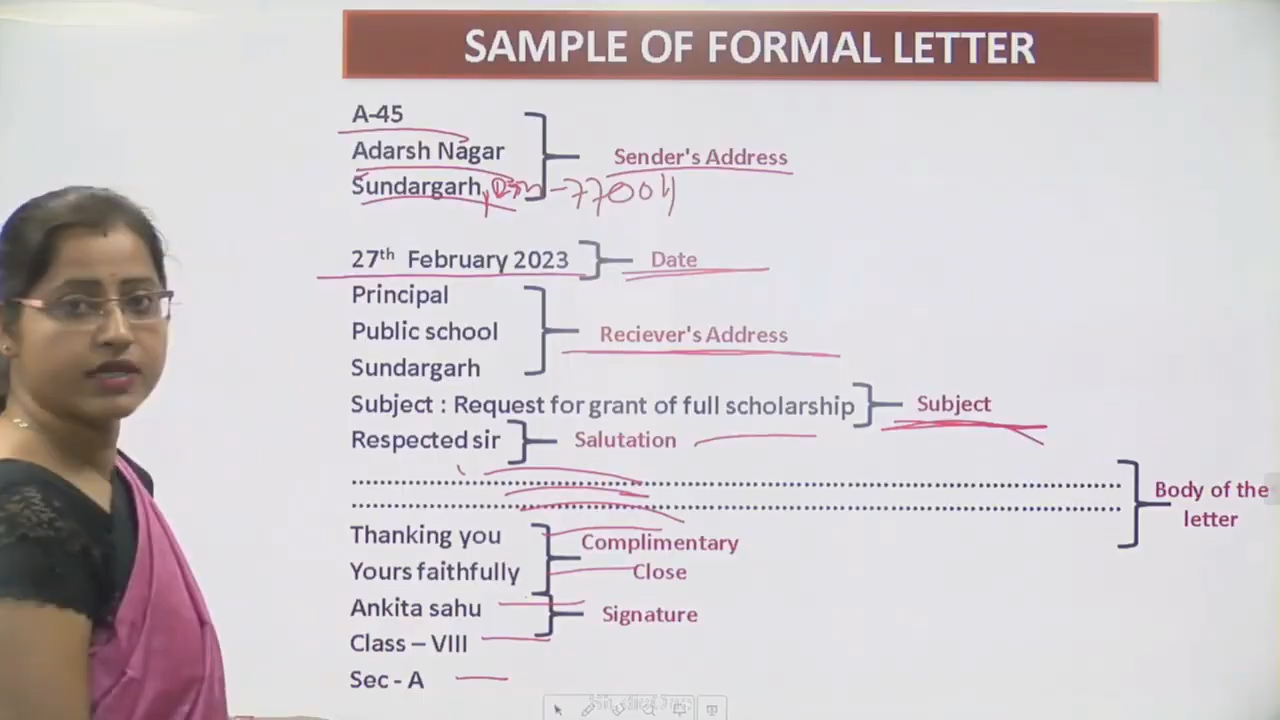 SAMPLE OF FORMAL LETTER
A-45
Adarsh Nagar
Sender's Address
Sundargarh, -77004
27th February 2023
Date
Principal
Public school
Reciever's Address
Sundargarh
Subject : Request for grant of full scholarship
Subject
Respected sir
Salutation
Body of the
letter
Thanking you
Complimentary
Yours faithfully
Close
Ankita sahu
Signature
Class – VIII
Sec - A